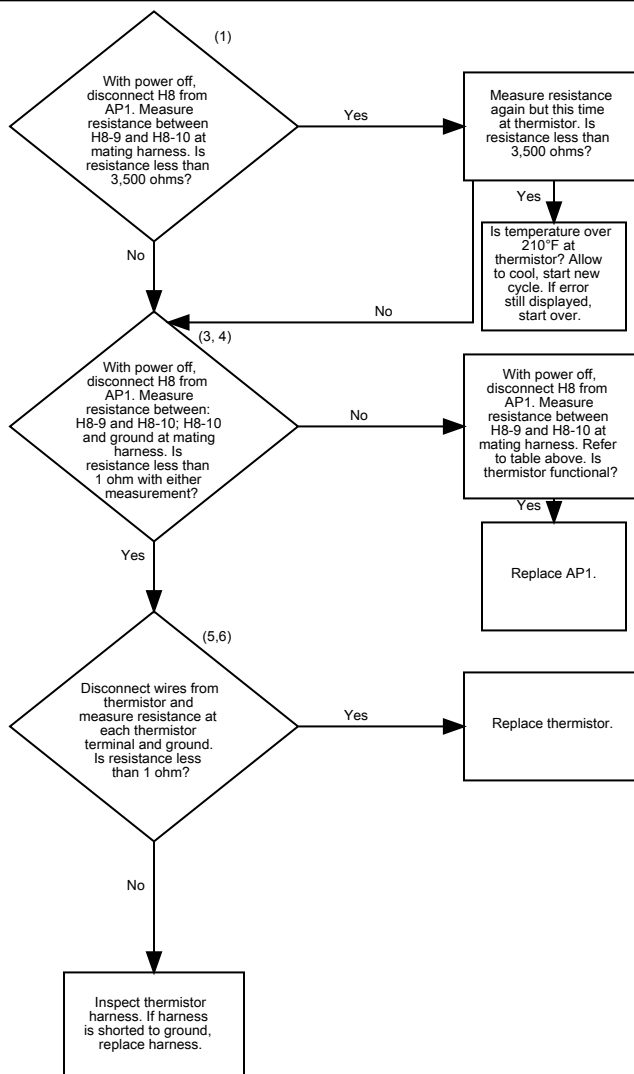 (1)
With power off,
disconnect H8 from
AP1. Measure
resistance between
H8-9 and H8-10 at
mating harness. Is
resistance less than
3,500 ohms?
Yes
Measure resistance
again but this time
at thermistor. Is
resistance less than
3,500 ohms?
Yes
Is temperature over
210°F at
thermistor? Allow
to cool, start new
cycle. If error
still displayed,
start over.
No
No
(3, 4)
With power off,
disconnect H8 from
AP1. Measure
resistance between:
H8-9 and H8-10; H8-10
and ground at mating
harness. Is
resistance less than
1 ohm with either
measurement?
No
With power off,
disconnect H8 from
AP1. Measure
resistance between
H8-9 and H8-10 at
mating harness. Refer
to table above. Is
thermistor functional?
Yes
Replace AP1.
Yes
(5,6)
Disconnect wires from
thermistor and
measure resistance at
each thermistor
terminal and ground.
Is resistance less
than 1 ohm?
Yes
Replace thermistor.
No
Inspect thermistor
harness. If harness
is shorted to ground,
replace harness.